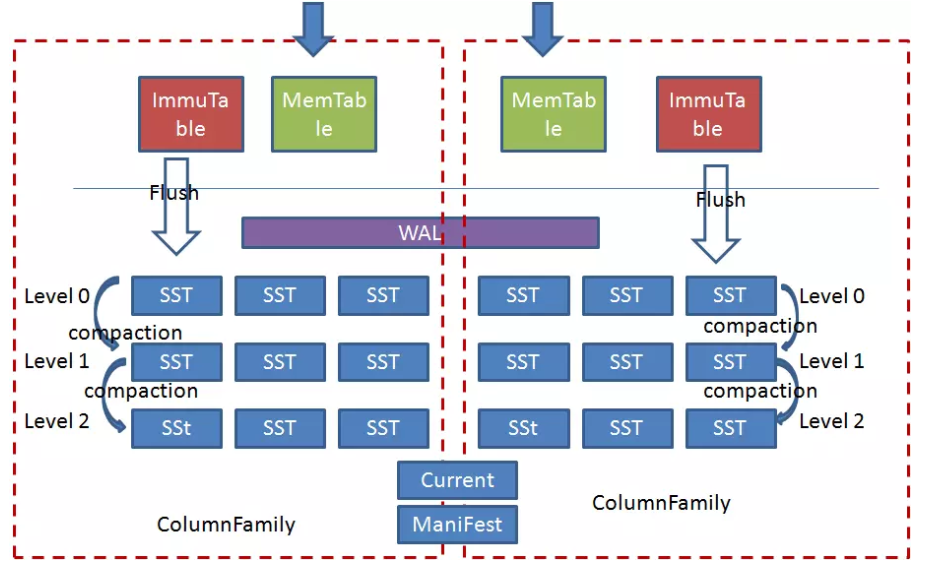 ImmuTa
ble
MemTab
le
MemTab
le
ImmuTa
ble
Flush
Flush
WAL
Level 0
SST
SST
SST
SST
SST
SST
Level 0
compaction
compaction
Level 1
SST
SST
SST
SST
SST
SST
Level 1
compaction
compaction
Level 2
SSt
SST
SST
SSt
SST
SST
Level 2
Current
ColumnFamily
ColumnFamily
ManiFest